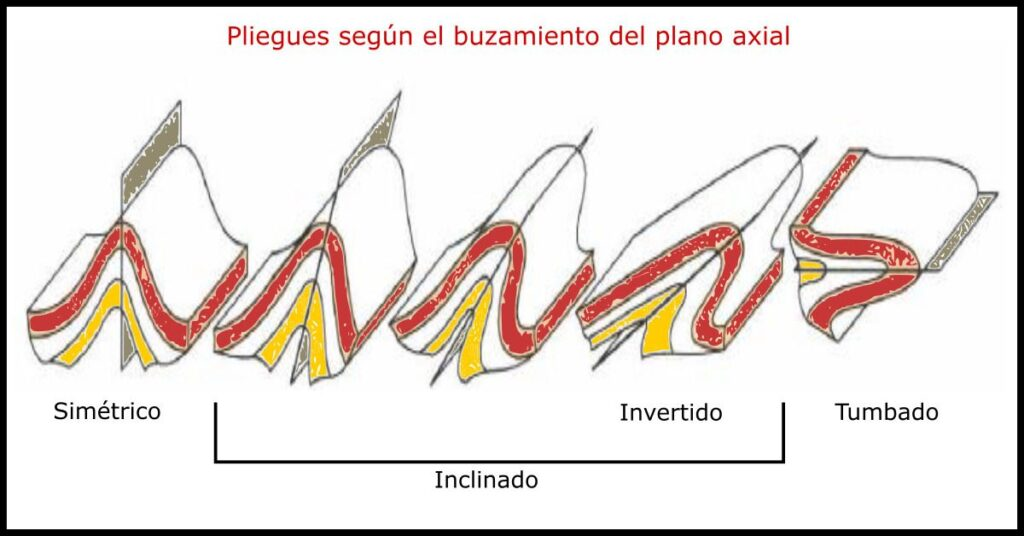 Pliegues según el buzamiento del plano axial
Simétrico
Invertido
Tumbado
Inclinado